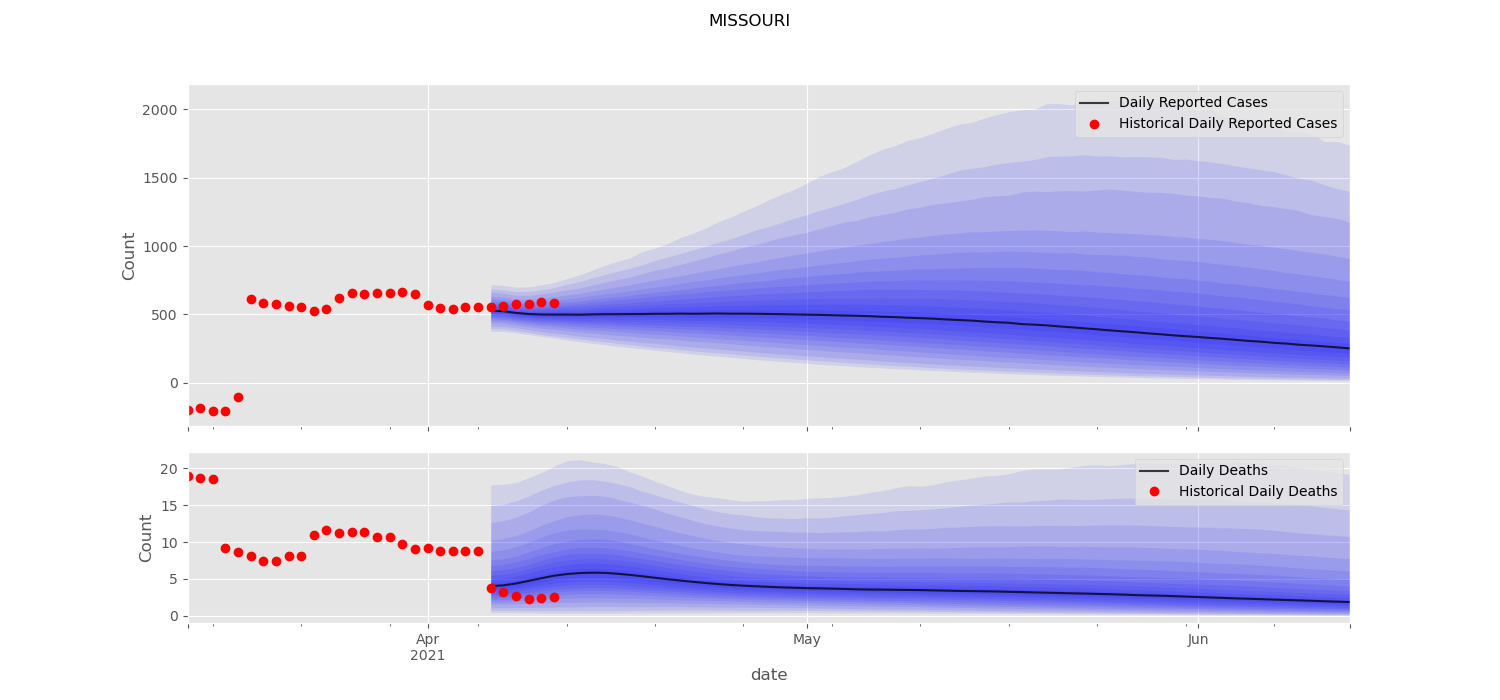 MISSOURI
2000
1500
1000
500
0
Count
Daily Reported Cases
Historical Daily Reported Cases
20
15
10
5
0
Count
Daily Deaths
Historical Daily Deaths
Apr
2021
May
Jun
date